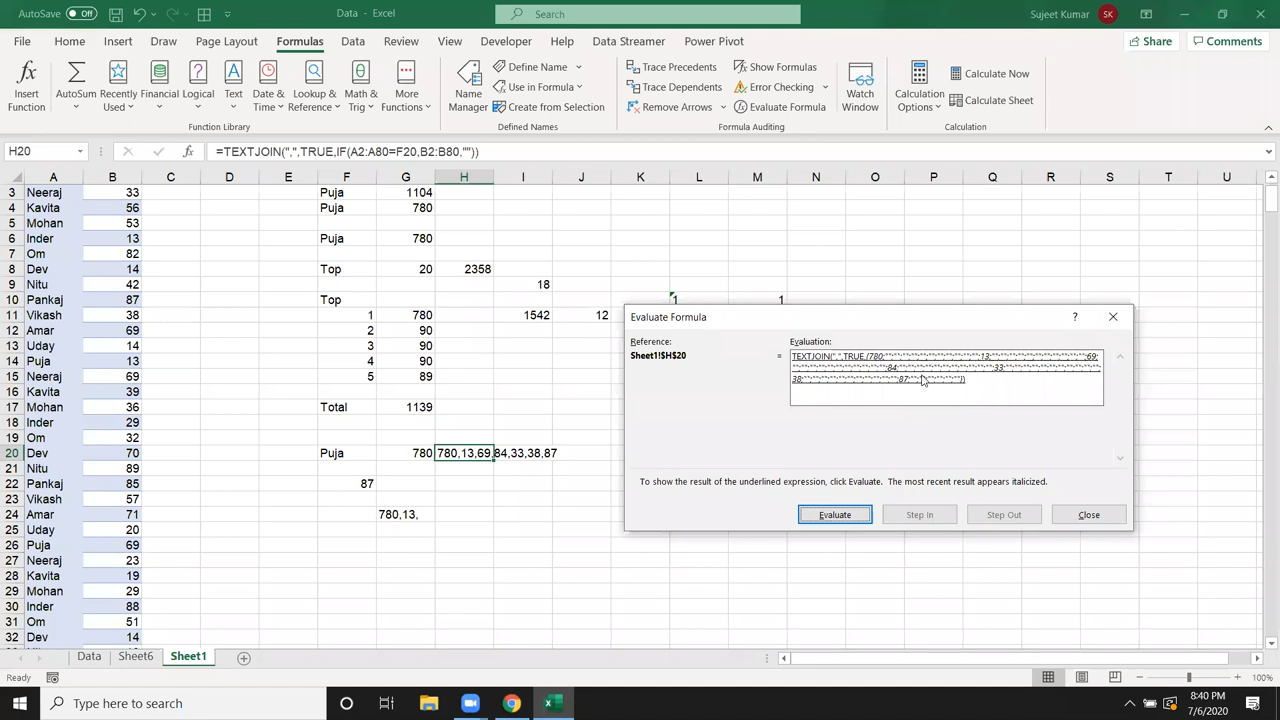 AutoSave Off Data - Excel Search Sujeet Kumar SK
File Home Insert Draw Page Layout Formulas Data Review View Developer Help Data Streamer Power Pivot Share Comments
Insert Function AutoSum Recently Used Financial Logical Text Date & Time Lookup & Reference Math & Trig More Functions
Function Library
Name Manager Define Name Use in Formula Create from Selection
Defined Names
Trace Precedents Trace Dependents Remove Arrows Show Formulas Error Checking Evaluate Formula Watch Window
Formula Auditing
Calculation Options Calculate Now Calculate Sheet
Calculation
H20 fx =TEXTJOIN(",",TRUE,IF(A2:A80=F20,B2:B80,""))
A B C D E F G H I J K L M N O P Q R S T U
3 Neeraj 33 Puja 1104
4 Kavita 56 Puja 780
5 Mohan 53
6 Inder 13 Puja 780
7 Om 82
8 Dev 14 Top 20 2358
9 Nitu 42 18
10 Pankaj 87 Top 1 1
11 Vikash 38 1 780 1542 12
12 Amar 69 2 90
13 Uday 14 3 90
14 Puja 13 4 90
15 Neeraj 69 5 89
16 Kavita 39
17 Mohan 36 Total 1139
18 Inder 29
19 Om 32
20 Dev 70 Puja 780 780,13,69,84,33,38,87
21 Nitu 89
22 Pankaj 85 87
23 Vikash 57
24 Amar 71 780,13,
25 Uday 20
26 Puja 69
27 Neeraj 23
28 Kavita 19
29 Mohan 29
30 Inder 88
31 Om 51
32 Dev 14
Evaluate Formula ?
Reference: Evaluation:
Sheet1!$H$20 =
To show the result of the underlined expression, click Evaluate. The most recent result appears italicized.
Evaluate Step In Step Out Close
Data Sheet6 Sheet1
Ready 100%
Type here to search 8:40 PM
7/6/2020